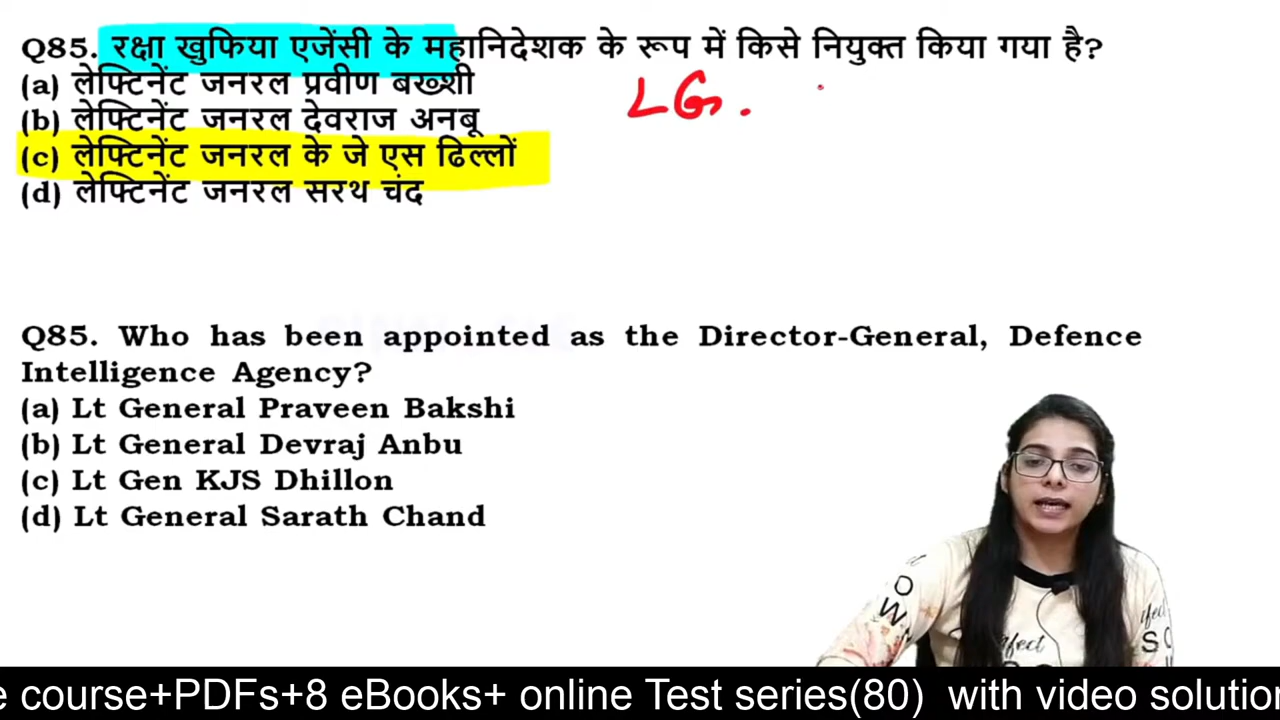 Q85. रक्षा खुफिया एजेंसी के महानिदेशक के रूप में किसे नियुक्त किया गया है?
(a) लेफ्टिनेंट जनरल प्रवीण बख्शी
LG.
(b) लेफ्टिनेंट जनरल देवराज अनबू
(c) लेफ्टिनेंट जनरल के जे एस ढिल्लों
(d) लेफ्टिनेंट जनरल सरथ चंद
Q85. Who has been appointed as the Director-General, Defence
Intelligence Agency?
(a) Lt General Praveen Bakshi
(b) Lt General Devraj Anbu
(c) Lt Gen KJS Dhillon
(d) Lt General Sarath Chand
e course+PDFs+8 eBooks+ online Test series(80) with video solution